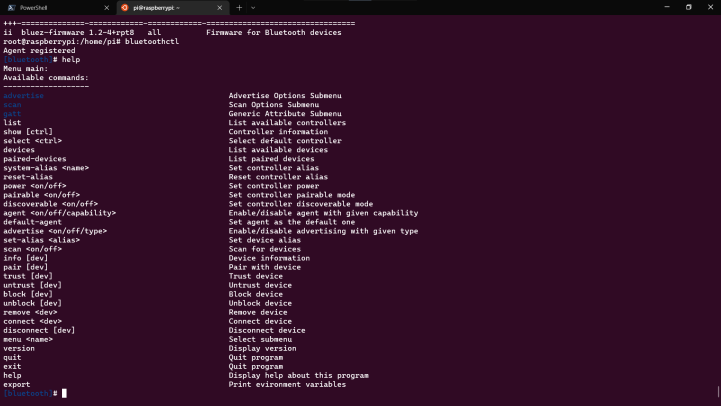 PowerShell
pi@raspberrypi: ~
+++-==============-============-============-=================================
ii  bluez-firmware 1.2-4+rpt8   all          Firmware for Bluetooth devices
root@raspberrypi:/home/pi# bluetoothctl
Agent registered
[bluetooth]# help
Menu main:
Available commands:
-------------------
advertise                                         Advertise Options Submenu
scan                                              Scan Options Submenu
gatt                                              Generic Attribute Submenu
list                                              List available controllers
show [ctrl]                                       Controller information
select <ctrl>                                     Select default controller
devices                                           List available devices
paired-devices                                    List paired devices
system-alias <name>                               Set controller alias
reset-alias                                       Reset controller alias
power <on/off>                                    Set controller power
pairable <on/off>                                 Set controller pairable mode
discoverable <on/off>                             Set controller discoverable mode
agent <on/off/capability>                         Enable/disable agent with given capability
default-agent                                     Set agent as the default one
advertise <on/off/type>                           Enable/disable advertising with given type
set-alias <alias>                                 Set device alias
scan <on/off>                                     Scan for devices
info [dev]                                        Device information
pair [dev]                                        Pair with device
trust [dev]                                       Trust device
untrust [dev]                                     Untrust device
block [dev]                                       Block device
unblock [dev]                                     Unblock device
remove <dev>                                      Remove device
connect <dev>                                     Connect device
disconnect [dev]                                  Disconnect device
menu <name>                                       Select submenu
version                                           Display version
quit                                              Quit program
exit                                              Quit program
help                                              Display help about this program
export                                            Print evironment variables
[bluetooth]#